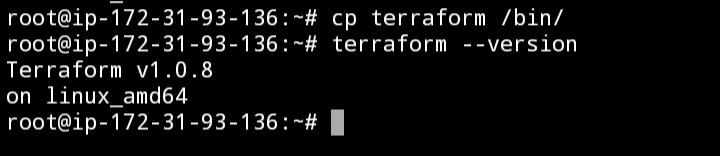 root@ip-172-31-93-136:~# cp terraform /bin/
root@ip-172-31-93-136:~# terraform --version
Terraform v1.0.8
on linux_amd64
root@ip-172-31-93-136:~#